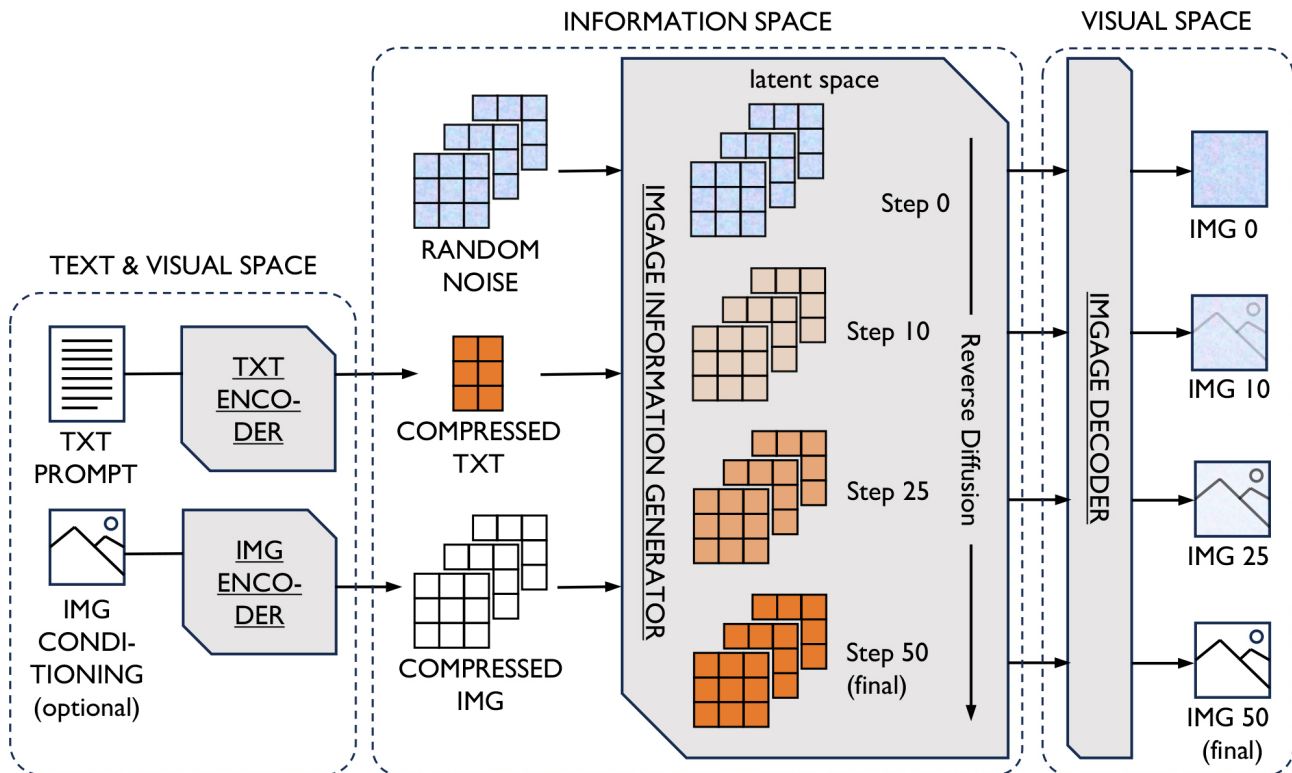 INFORMATION SPACE
VISUAL SPACE
TEXT & VISUAL SPACE
TXT
PROMPT
TXT
ENCO-
DER
IMG
CONDI-
TIONING
(optional)
IMG
ENCO-
DER
RANDOM
NOISE
COMPRESSED
TXT
COMPRESSED
IMG
IMGAGE INFORMATION GENERATOR
latent space
Step 0
Step 10
Step 25
Step 50
(final)
Reverse Diffusion
IMGAGE DECODER
IMG 0
IMG 10
IMG 25
IMG 50
(final)